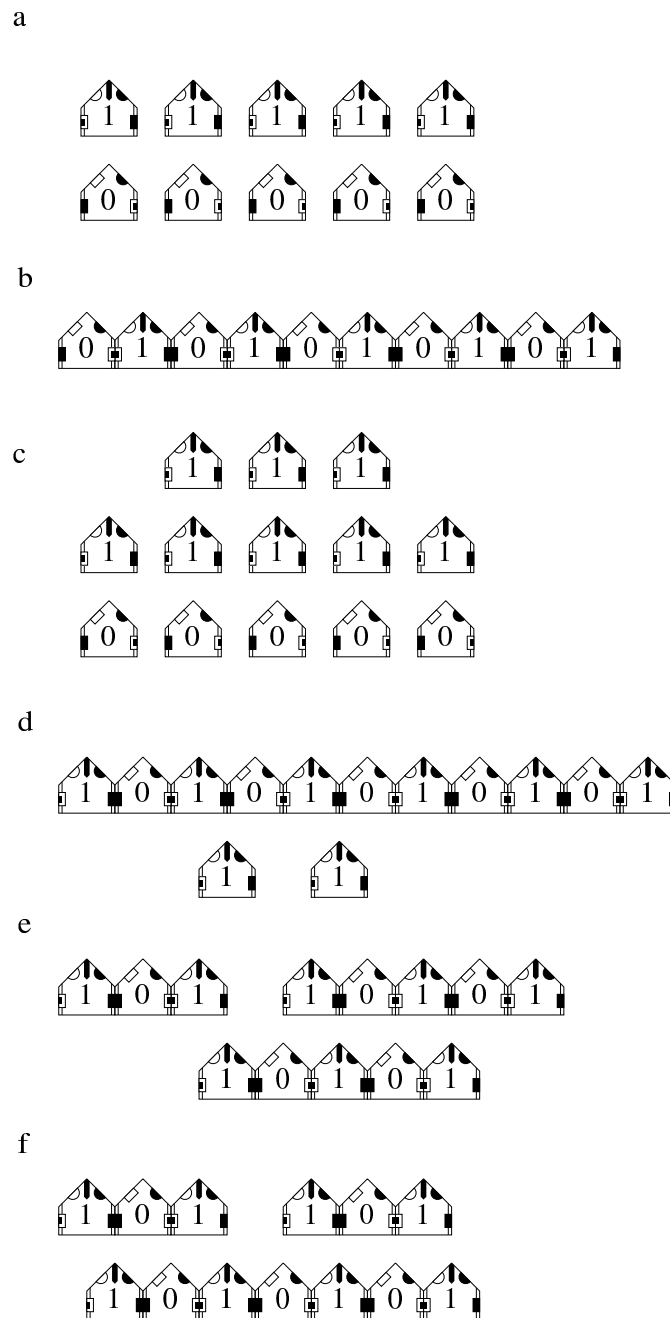 a
1 1 1 1 1
0 0 0 0 0
b
0 1 0 1 0 1 0 1 0 1
c
1 1 1
1 1 1 1 1
0 0 0 0 0
d
1 0 1 0 1 0 1 0 1 0 1
1 1
e
1 0 1 1 0 1 0 1
1 0 1 0 1
f
1 0 1 1 0 1
1 0 1 0 1 0 1